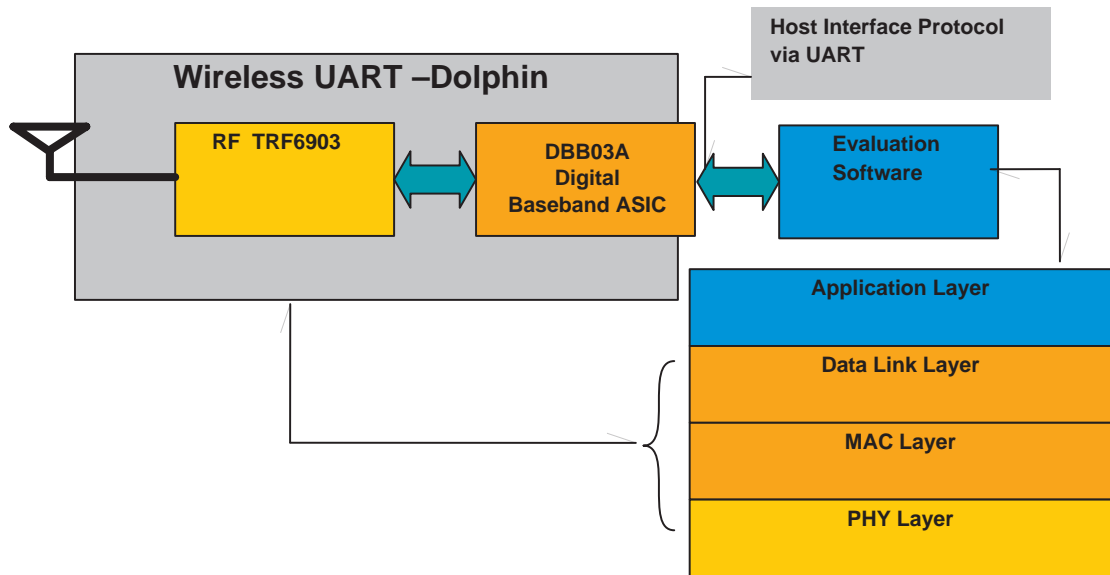 Host Interface Protocol
via UART
Wireless UART –Dolphin
RF TRF6903
DBB03A
Digital
Baseband ASIC
Evaluation
Software
Application Layer
Data Link Layer
MAC Layer
PHY Layer